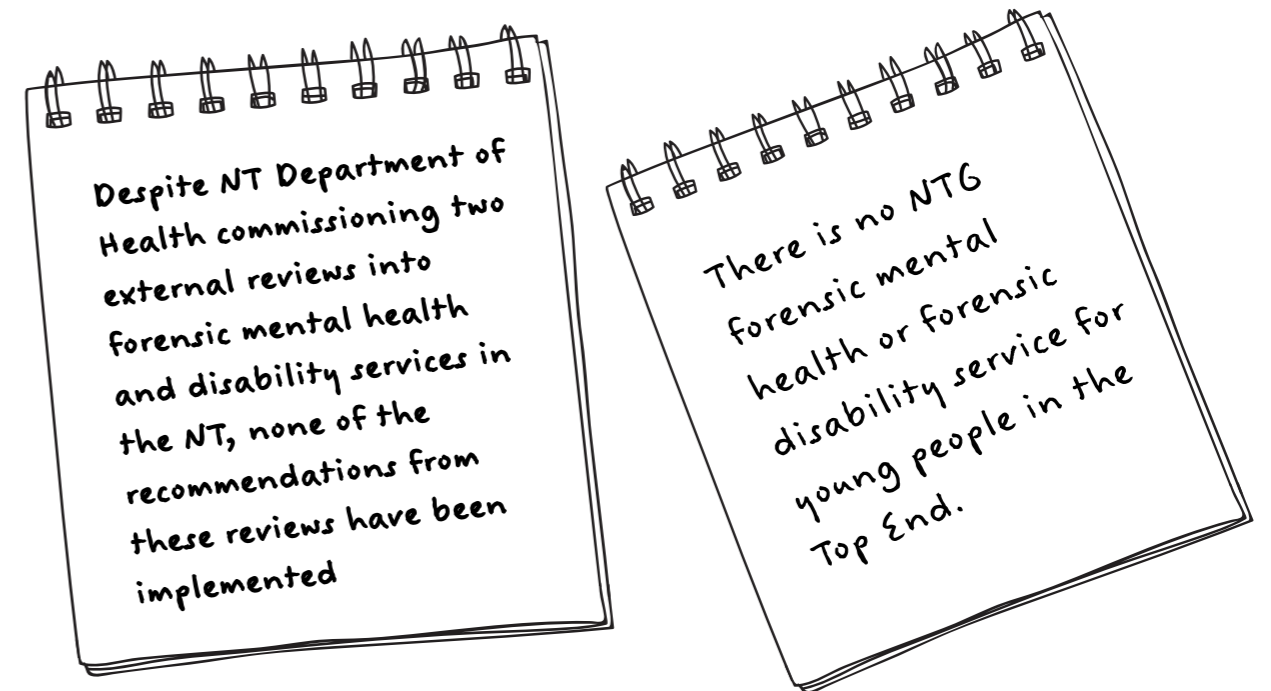 Despite NT Department of
Health commissioning two
external reviews into
forensic mental health
and disability services in
the NT, none of the
recommendations from
these reviews have been
implemented
There is no NTG
forensic mental
health or forensic
disability service for
young people in the
Top End.